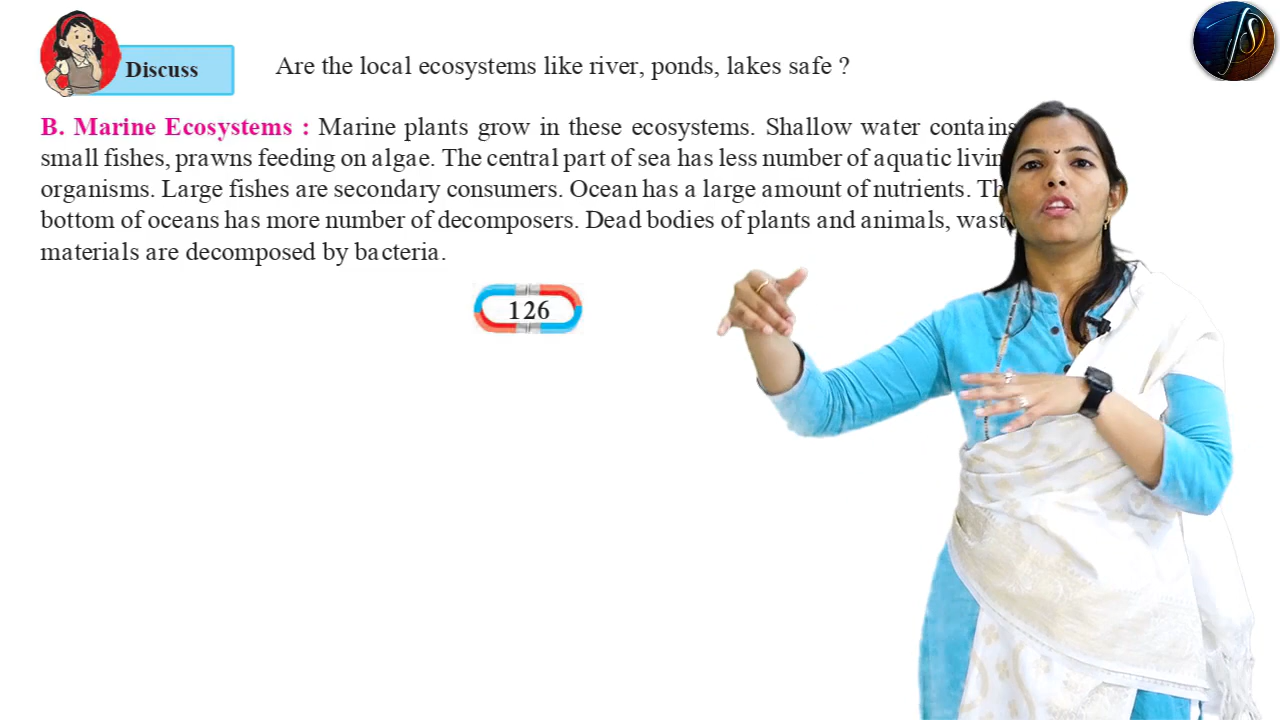 Discuss
Are the local ecosystems like river, ponds, lakes safe ?
B. Marine Ecosystems : Marine plants grow in these ecosystems. Shallow water contains
small fishes, prawns feeding on algae. The central part of sea has less number of aquatic livin
organisms. Large fishes are secondary consumers. Ocean has a large amount of nutrients. Th
bottom of oceans has more number of decomposers. Dead bodies of plants and animals, wast
materials are decomposed by bacteria.
126